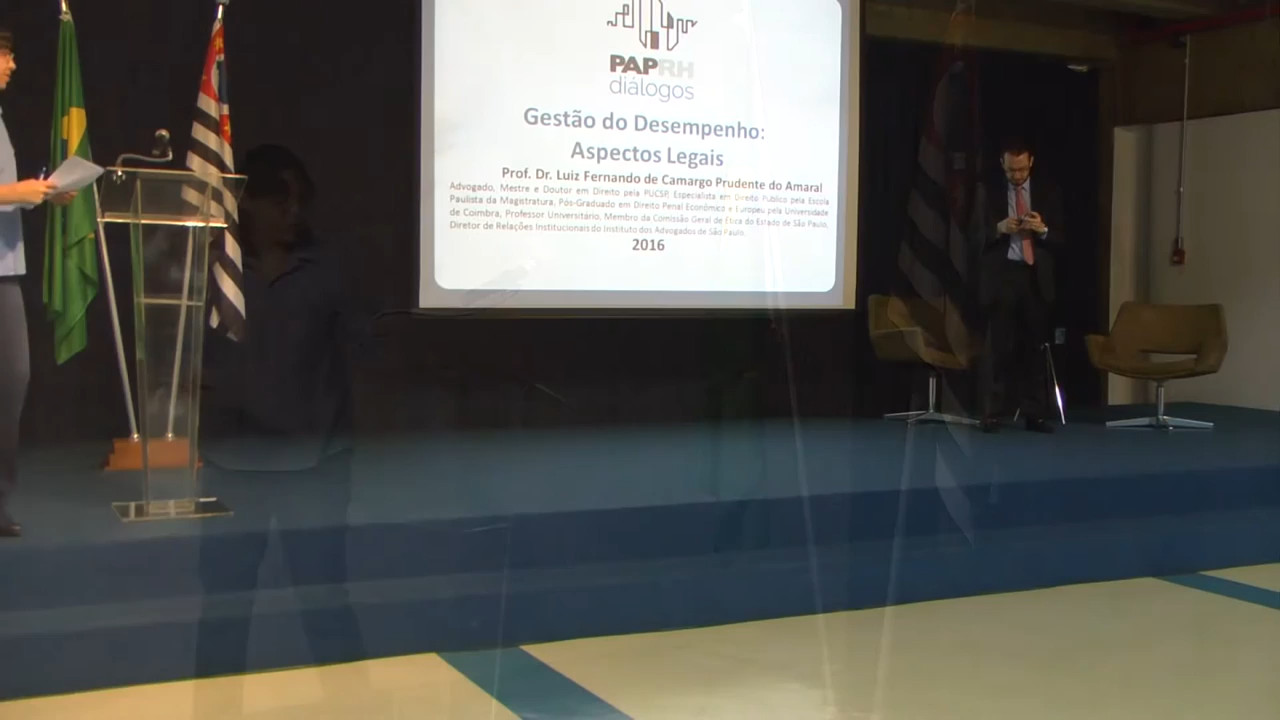 PAPRH
diálogos
Gestão do Desempenho:
Aspectos Legais
Prof. Dr. Luiz Fernando de Camargo Prudente do Amaral
Advogado, Mestre e Doutor em Direito pela PUCSP, Especialista em Direito Público pela Escola
Paulista da Magistratura, Pós-Graduado em Direito Penal Econômico e Europeu pela Universidade
de Coimbra, Professor Universitário, Membro da Comissão Geral de Ética do Estado de São Paulo,
Diretor de Relações Institucionais do Instituto dos Advogados de São Paulo.
2016